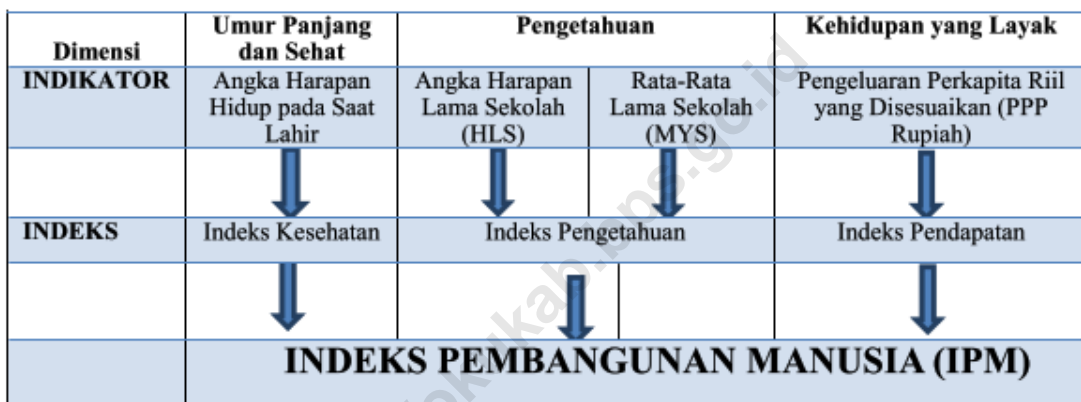 Dimensi
Umur Panjang
dan Sehat
Pengetahuan
Kehidupan yang Layak
INDIKATOR
Angka Harapan
Hidup pada Saat
Lahir
Angka Harapan
Lama Sekolah
(HLS)
Rata-Rata
Lama Sekolah
(MYS)
Pengeluaran Perkapita Riil
yang Disesuaikan (PPP
Rupiah)
INDEKS
Indeks Kesehatan
Indeks Pengetahuan
Indeks Pendapatan
INDEKS PEMBANGUNAN MANUSIA (IPM)